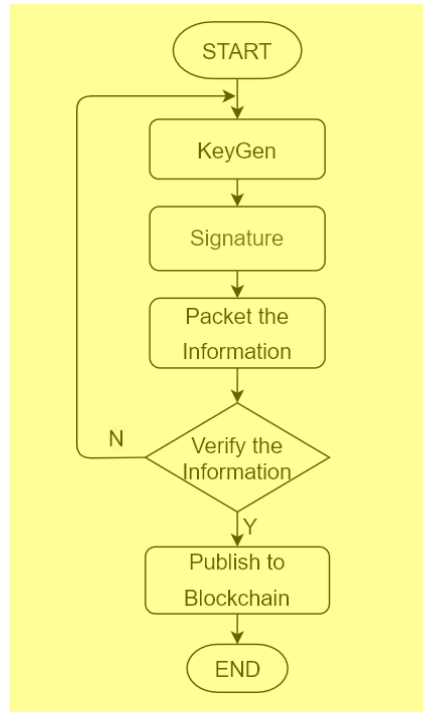 START
KeyGen
Signature
Packet the
Information
N
Verify the
Information
Y
Publish to
Blockchain
END